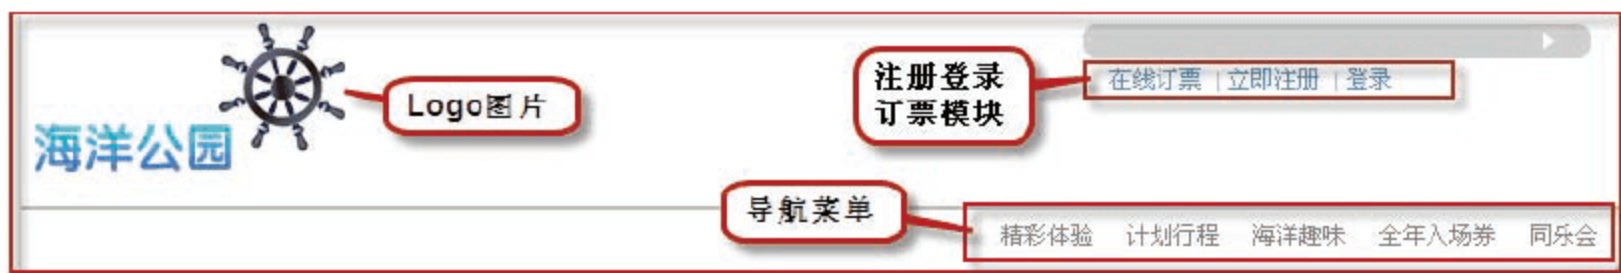 海洋公园
Logo图片
注册登录
订票模块
在线订票 | 立即注册 | 登录
导航菜单
精彩体验 计划行程 海洋趣味 全年入场券 同乐会